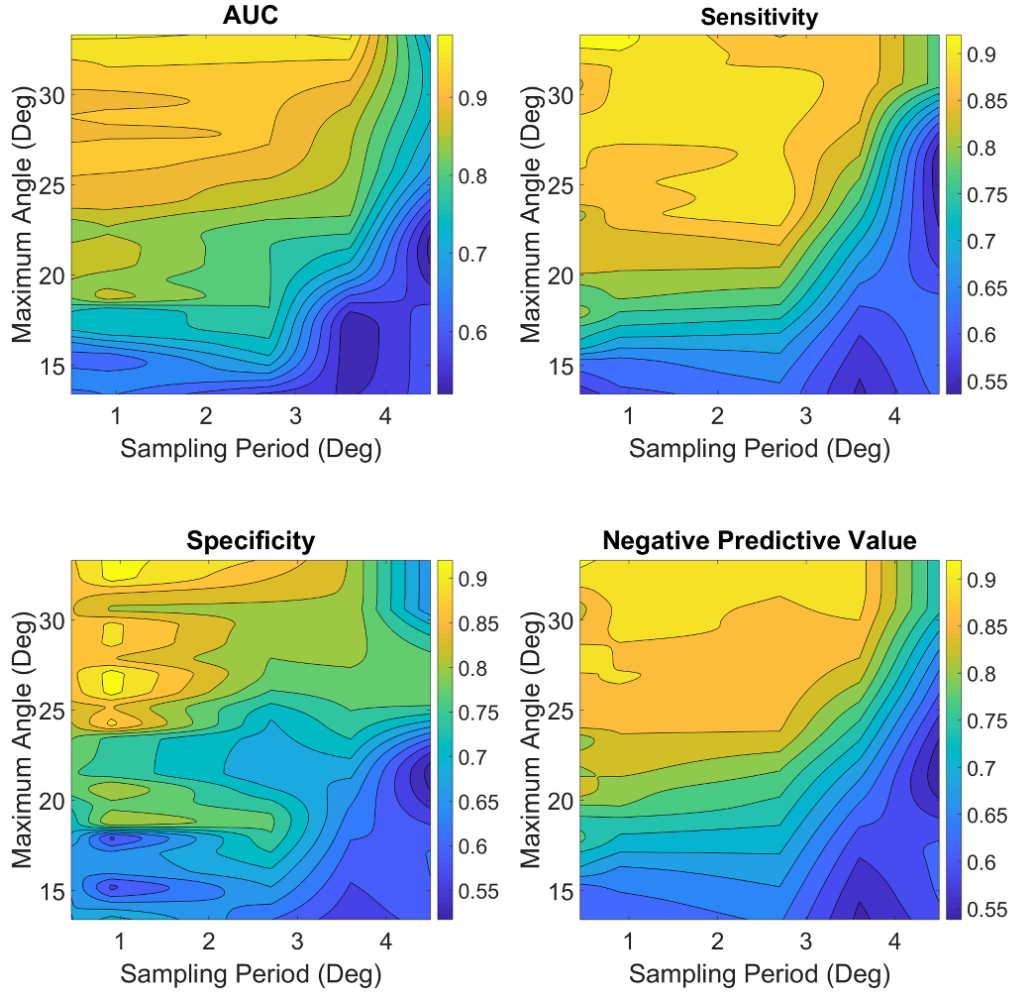 AUC
Maximum Angle (Deg)
30
25
20
15
1 2 3 4
Sampling Period (Deg)
0.9
0.8
0.7
0.6
Sensitivity
Maximum Angle (Deg)
30
25
20
15
1 2 3 4
Sampling Period (Deg)
0.9
0.85
0.8
0.75
0.7
0.65
0.6
0.55
Specificity
Maximum Angle (Deg)
30
25
20
15
1 2 3 4
Sampling Period (Deg)
0.9
0.85
0.8
0.75
0.7
0.65
0.6
0.55
Negative Predictive Value
Maximum Angle (Deg)
30
25
20
15
1 2 3 4
Sampling Period (Deg)
0.9
0.85
0.8
0.75
0.7
0.65
0.6
0.55